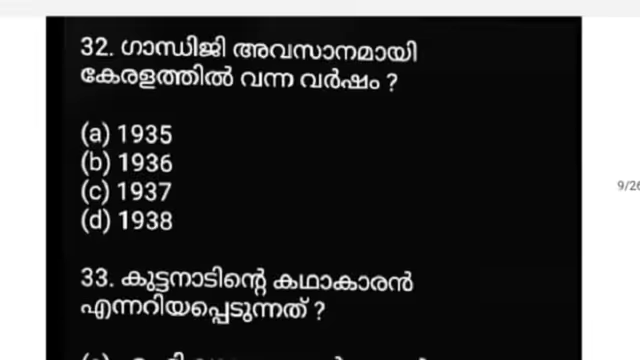 32. ഗാന്ധിജി അവസാനമായി
കേരളത്തിൽ വന്ന വർഷം ?
(a) 1935
(b) 1936
(c) 1937
(d) 1938
9/26
33. കുട്ടനാടിന്റെ കഥാകാരൻ
എന്നറിയപ്പെടുന്നത് ?